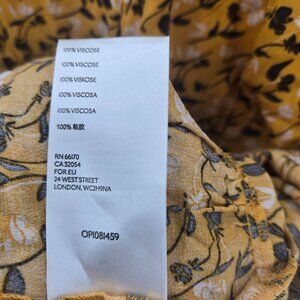 100% VISCOSE
100% VISCOSE
100% VISKOSE
100% VISCOSA
100% VISCOSA
100% 粘胶
RN 66170
CA 32054
FOR EU
24 WEST STREET
LONDON, WC2H9NA
OP1081459